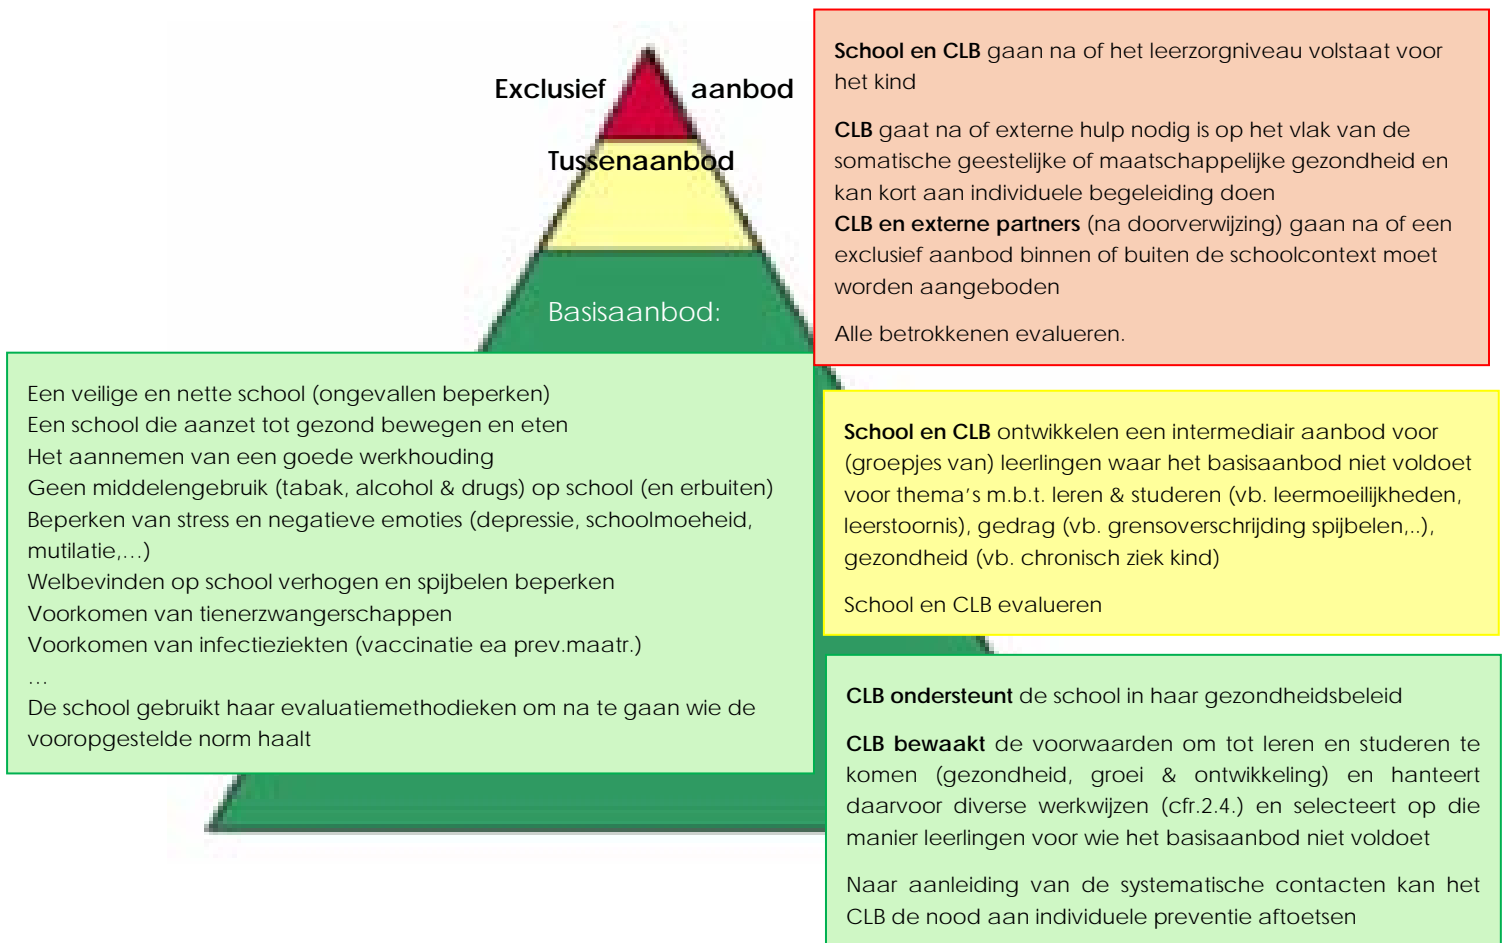 Exclusief aanbod
Tussenaanbod
Basisaanbod:
School en CLB gaan na of het leerzorgniveau volstaat voor
het kind
CLB gaat na of externe hulp nodig is op het vlak van de
somatische geestelijke of maatschappelijke gezondheid en
kan kort aan individuele begeleiding doen
CLB en externe partners (na doorverwijzing) gaan na of een
exclusief aanbod binnen of buiten de schoolcontext moet
worden aangeboden
Alle betrokkenen evalueren.
Een veilige en nette school (ongevallen beperken)
Een school die aanzet tot gezond bewegen en eten
Het aannemen van een goede werkhouding
Geen middelengebruik (tabak, alcohol & drugs) op school (en erbuiten)
Beperken van stress en negatieve emoties (depressie, schoolmoeheid,
mutilatie,…)
Welbevinden op school verhogen en spijbelen beperken
Voorkomen van tienerzwangerschappen
Voorkomen van infectieziekten (vaccinatie ea prev.maatr.)
…
De school gebruikt haar evaluatiemethodieken om na te gaan wie de
vooropgestelde norm haalt
School en CLB ontwikkelen een intermediair aanbod voor
(groepjes van) leerlingen waar het basisaanbod niet voldoet
voor thema's m.b.t. leren & studeren (vb. leermoeilijkheden,
leerstoornis), gedrag (vb. grensoverschrijding spijbelen,..),
gezondheid (vb. chronisch ziek kind)
School en CLB evalueren
CLB ondersteunt de school in haar gezondheidsbeleid
CLB bewaakt de voorwaarden om tot leren en studeren te
komen (gezondheid, groei & ontwikkeling) en hanteert
daarvoor diverse werkwijzen (cfr.2.4.) en selecteert op die
manier leerlingen voor wie het basisaanbod niet voldoet
Naar aanleiding van de systematische contacten kan het
CLB de nood aan individuele preventie aftoetsen